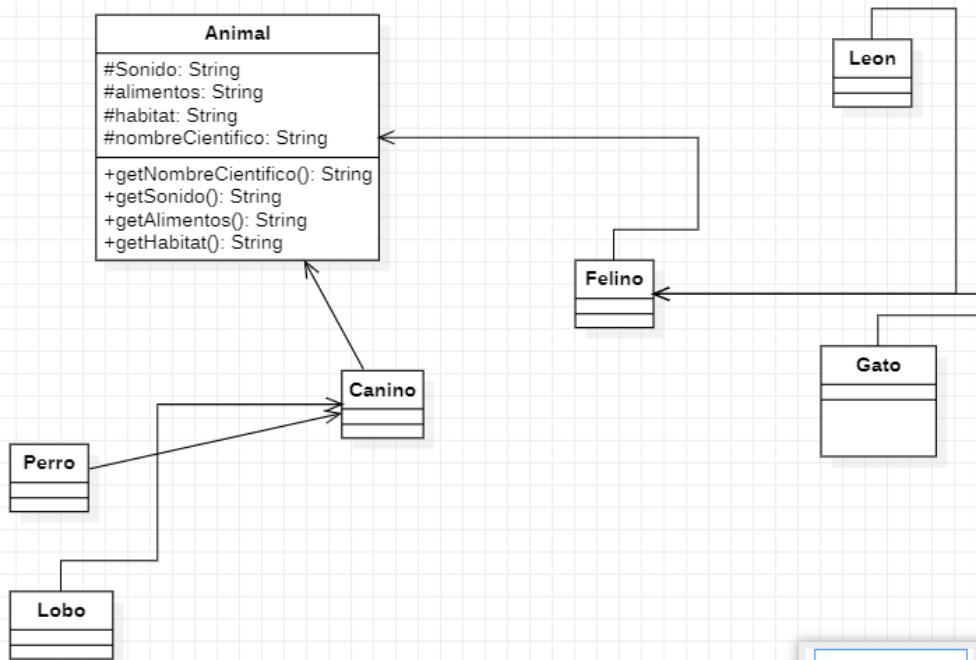 Animal
#Sonido: String
#alimentos: String
#habitat: String
#nombreCientifico: String
+getNombreCientifico(): String
+getSonido(): String
+getAlimentos(): String
+getHabitat(): String
Leon
Felino
Gato
Canino
Perro
Lobo